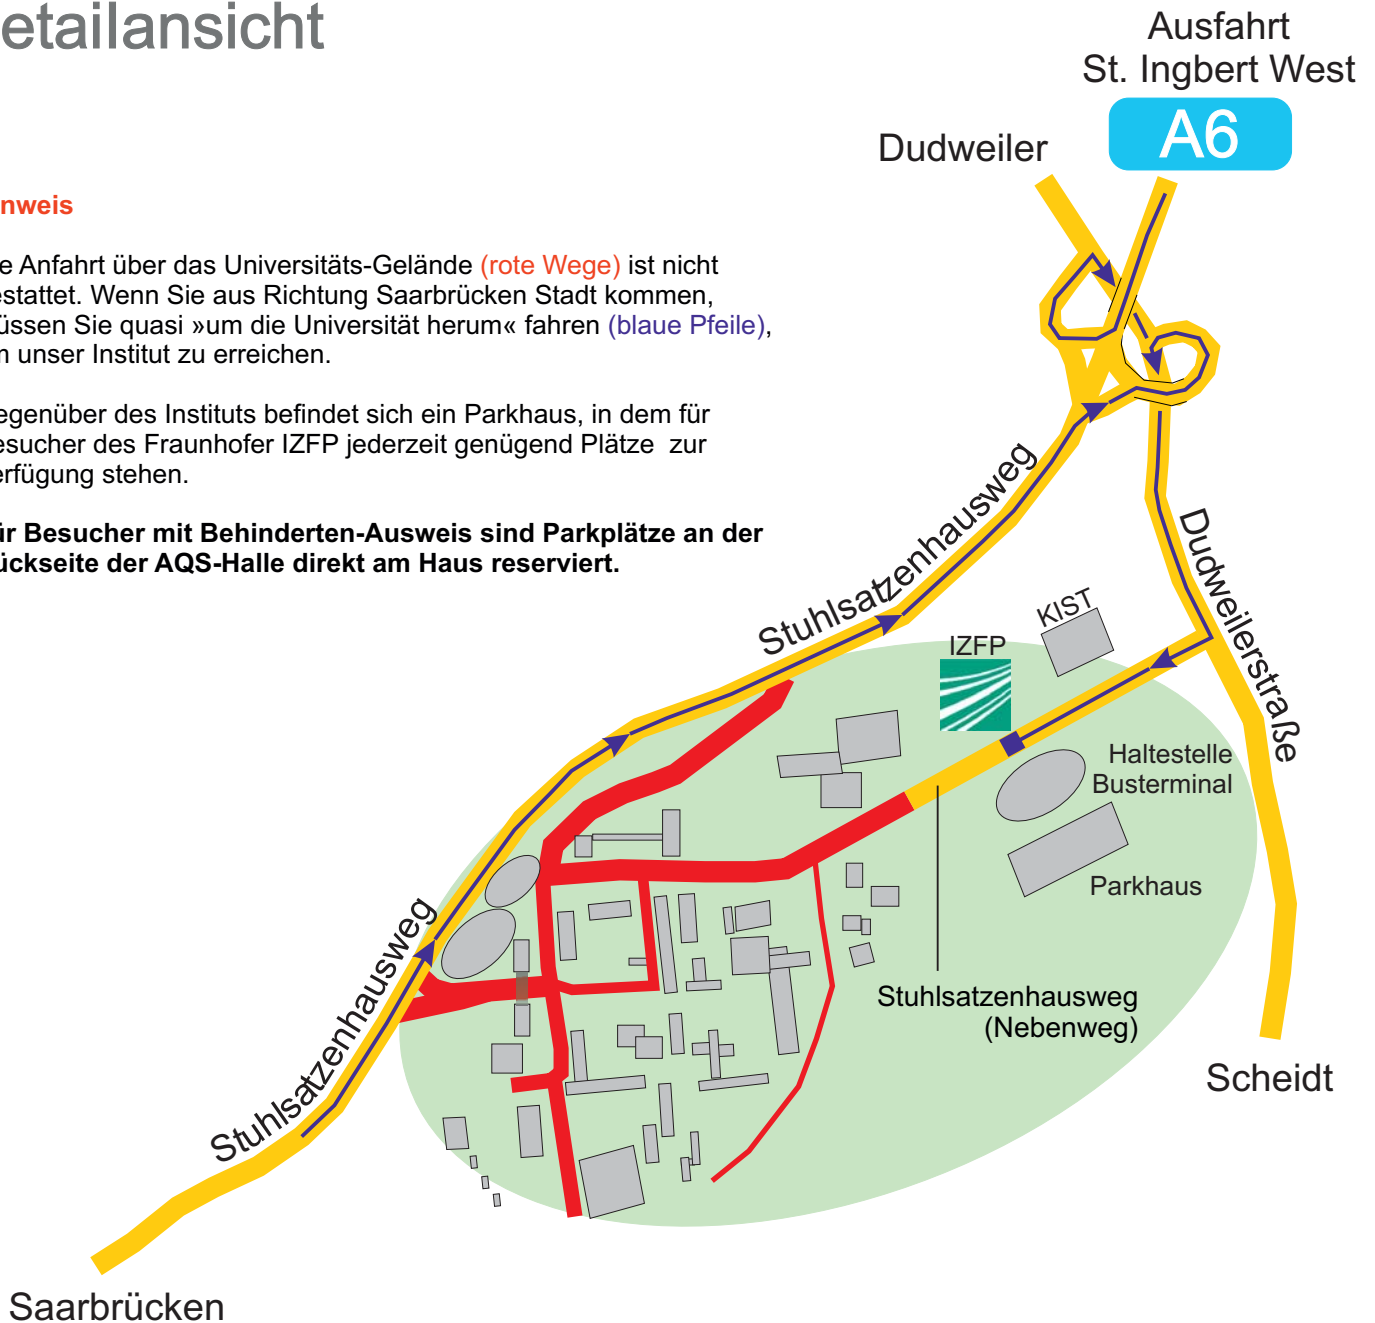 etailansicht
Ausfahrt
St. Ingbert West
A6
Dudweiler
nweis
e Anfahrt über das Universitäts-Gelände (rote Wege) ist nicht
estattet. Wenn Sie aus Richtung Saarbrücken Stadt kommen,
üssen Sie quasi »um die Universität herum« fahren (blaue Pfeile),
m unser Institut zu erreichen.
egenüber des Instituts befindet sich ein Parkhaus, in dem für
esucher des Fraunhofer IZFP jederzeit genügend Plätze zur
erfügung stehen.
ür Besucher mit Behinderten-Ausweis sind Parkplätze an der
ückseite der AQS-Halle direkt am Haus reserviert.
Stuhlsatzenhausweg
Dudweilerstraße
KIST
IZFP
Haltestelle
Busterminal
Parkhaus
Stuhlsatzenhausweg
Stuhlsatzenhausweg
(Nebenweg)
Scheidt
Saarbrücken